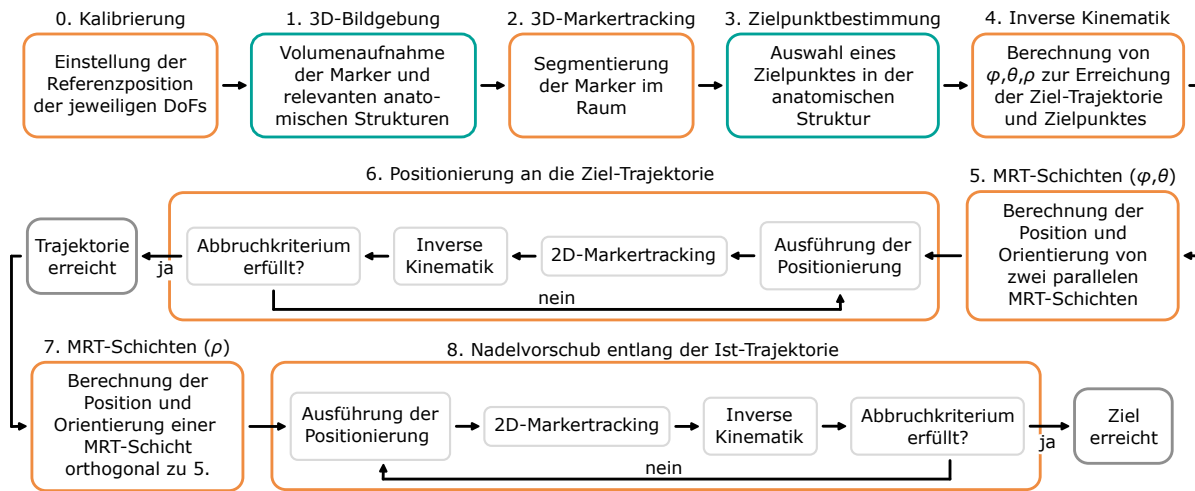 0. Kalibrierung
Einstellung der
Referenzposition
der jeweiligen DoFs
1. 3D-Bildgebung
Volumenaufnahme
der Marker und
relevanten anato-
mischen Strukturen
2. 3D-Markertracking
Segmentierung
der Marker im
Raum
3. Zielpunktbestimmung
Auswahl eines
Zielpunktes in der
anatomischen
Struktur
4. Inverse Kinematik
Berechnung von
φ,θ,ρ zur Erreichung
der Ziel-Trajektorie
und Zielpunktes
5. MRT-Schichten (φ,θ)
Berechnung der
Position und
Orientierung von
zwei parallelen
MRT-Schichten
6. Positionierung an die Ziel-Trajektorie
Ausführung der
Positionierung
2D-Markertracking
Inverse
Kinematik
Abbruchkriterium
erfüllt?
nein
ja
Trajektorie
erreicht
7. MRT-Schichten (ρ)
Berechnung der
Position und
Orientierung einer
MRT-Schicht
orthogonal zu 5.
8. Nadelvorschub entlang der Ist-Trajektorie
Ausführung der
Positionierung
2D-Markertracking
Inverse
Kinematik
Abbruchkriterium
erfüllt?
nein
ja
Ziel
erreicht